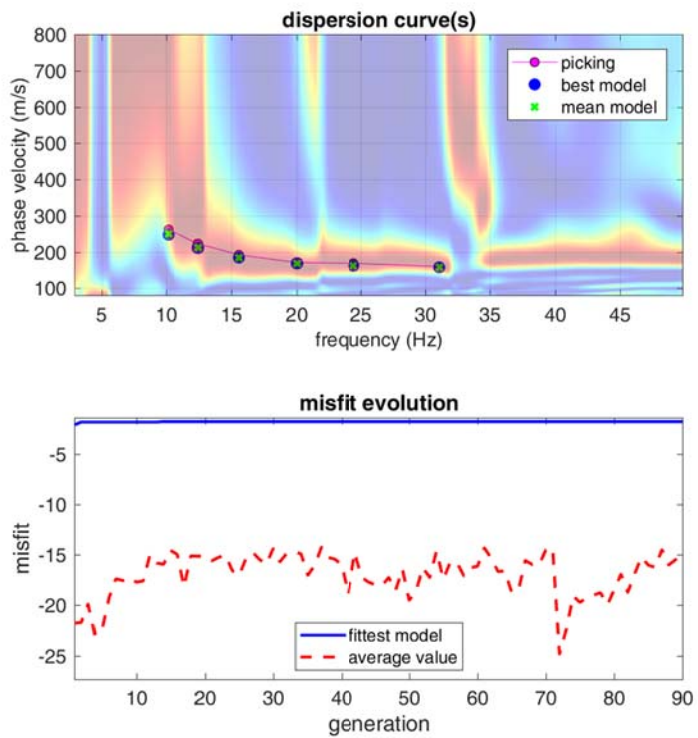 dispersion curve(s)
800
700
600
500
400
300
200
100
phase velocity (m/s)
picking
best model
mean model
5 10 15 20 25 30 35 40 45
frequency (Hz)
misfit evolution
-5
-10
-15
-20
-25
misfit
fittest model
average value
10 20 30 40 50 60 70 80 90
generation